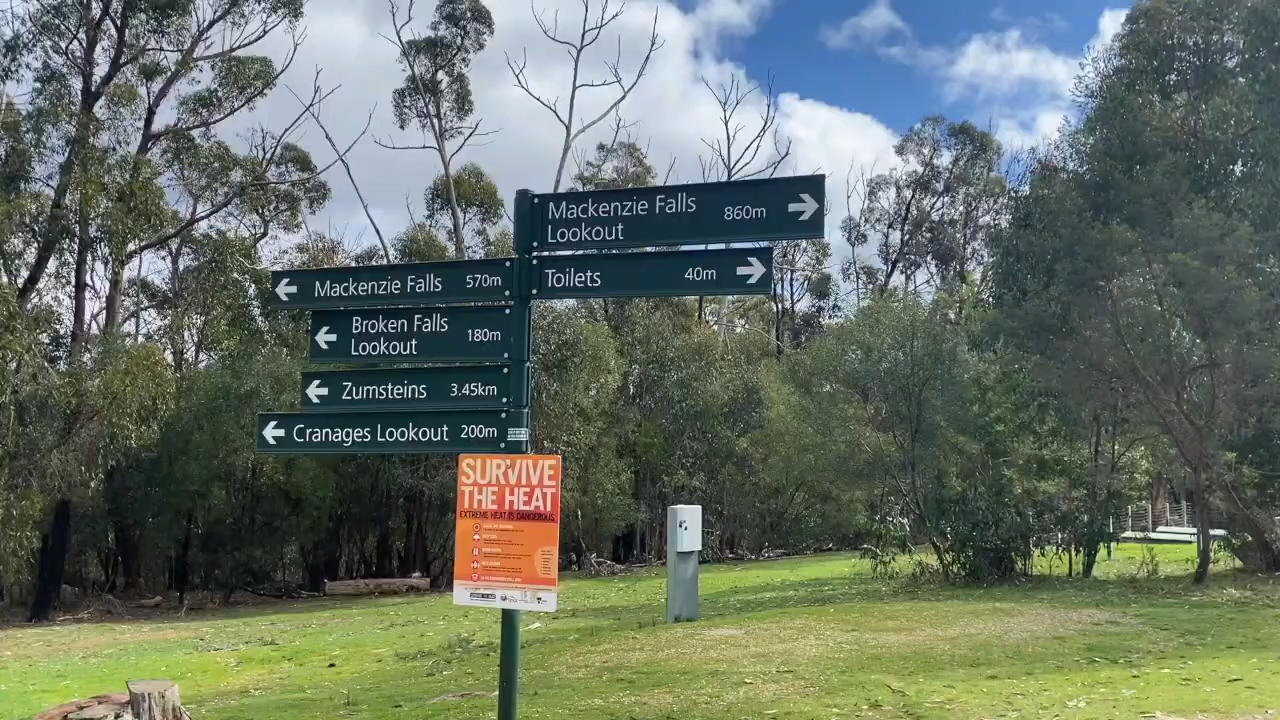 Mackenzie Falls
Lookout
860m
Toilets 40m
Mackenzie Falls 570m
Broken Falls
Lookout
180m
Zumsteins 3.45km
Cranages Lookout 200m
SURVIVE
THE HEAT
EXTREME HEAT IS DANGEROUS